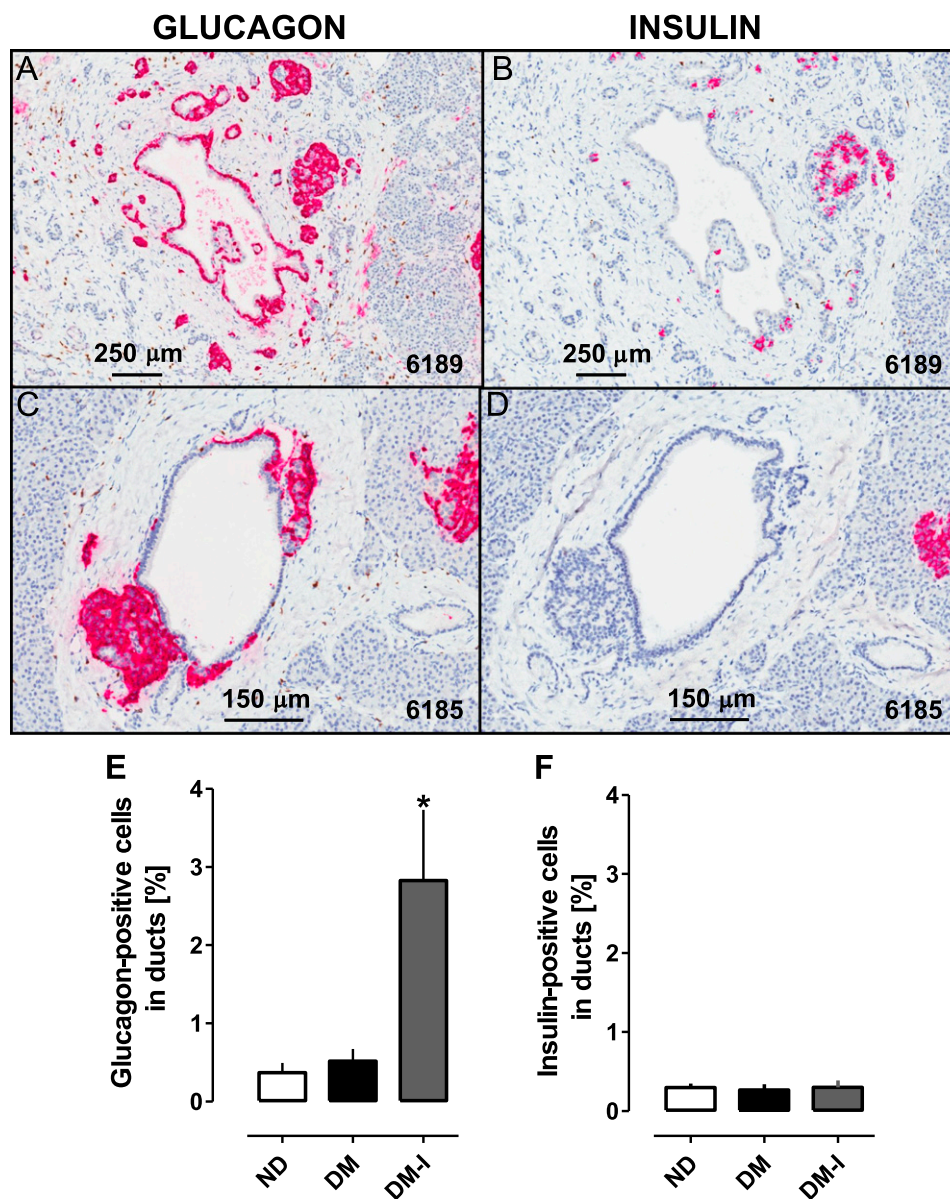 GLUCAGON INSULIN
A B
250 µm 6189 250 µm 6189
C D
150 µm 6185 150 µm 6185
E F
Glucagon-positive cells
in ducts [%]
4
3
2
1
0
ND DM DM-I
*
Insulin-positive cells
in ducts [%]
4
3
2
1
0
ND DM DM-I